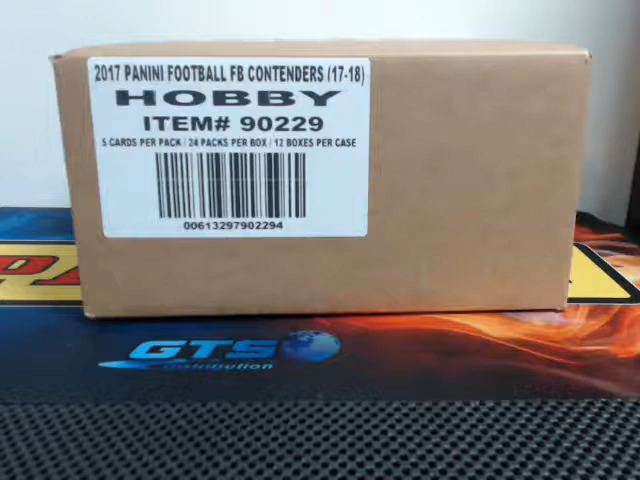 2017 PANINI FOOTBALL FB CONTENDERS (17-18)
HOBBY
ITEM# 90229
5 CARDS PER PACK / 24 PACKS PER BOX / 12 BOXES PER CASE
00613297902294
GTS
Distribution